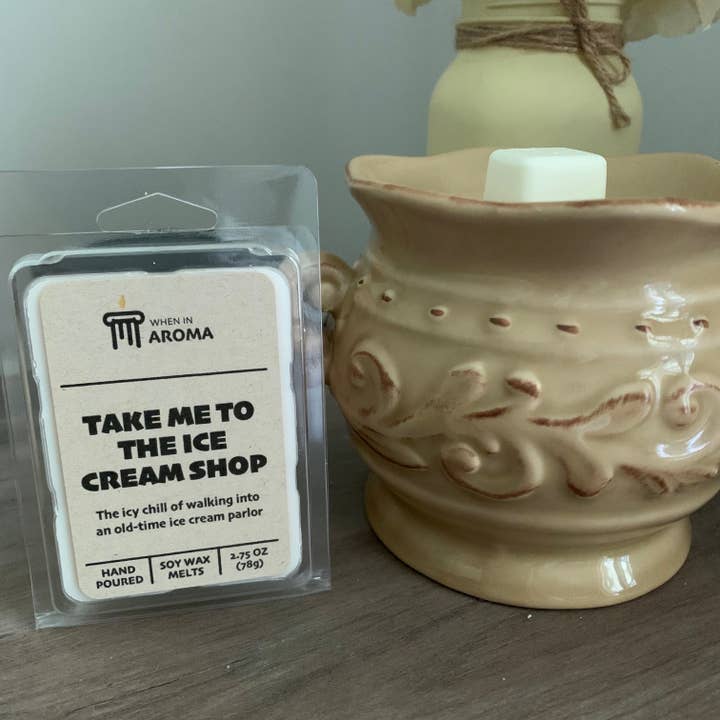 WHEN IN
AROMA
TAKE ME TO
THE ICE
CREAM SHOP
The icy chill of walking into
an old-time ice cream parlor
HAND
POURED
SOY WAX
MELTS
2.75 OZ
(78g)